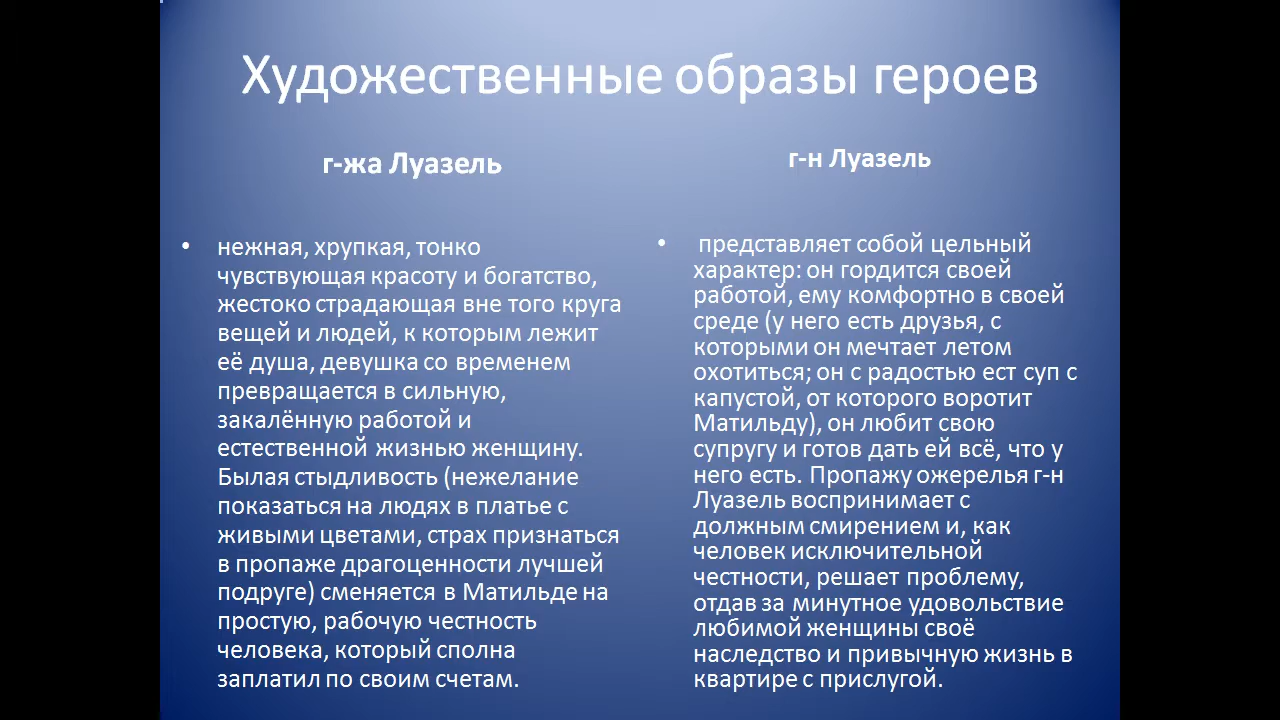 Художественные образы героев
г-жа Луазель
• нежная, хрупкая, тонко
чувствующая красоту и богатство,
жестоко страдающая вне того круга
вещей и людей, к которым лежит
её душа, девушка со временем
превращается в сильную,
закалённую работой и
естественной жизнью женщину.
Былая стыдливость (нежелание
показаться на людях в платье с
живыми цветами, страх признаться
в пропаже драгоценности лучшей
подруге) сменяется в Матильде на
простую, рабочую честность
человека, который сполна
заплатил по своим счетам.
г-н Луазель
• представляет собой цельный
характер: он гордится своей
работой, ему комфортно в своей
среде (у него есть друзья, с
которыми он мечтает летом
охотиться; он с радостью ест суп с
капустой, от которого воротит
Матильду), он любит свою
супругу и готов дать ей всё, что у
него есть. Пропажу ожерелья г-н
Луазель воспринимает с
должным смирением и, как
человек исключительной
честности, решает проблему,
отдав за минутное удовольствие
любимой женщины своё
наследство и привычную жизнь в
квартире с прислугой.